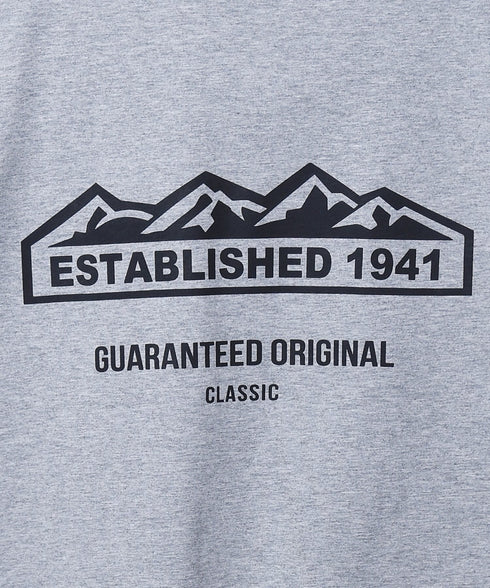 ESTABLISHED 1941
GUARANTEED ORIGINAL
CLASSIC